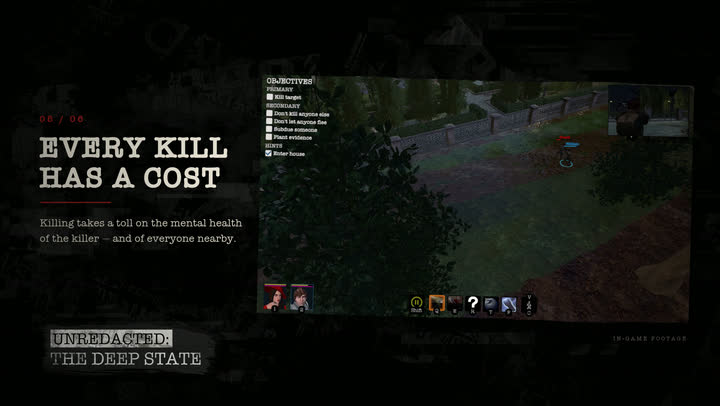 06 / 06
EVERY KILL
HAS A COST
Killing takes a toll on the mental health
of the killer — and of everyone nearby.
UNREDACTED:
THE DEEP STATE
OBJECTIVES
PRIMARY
Kill target
SECONDARY
Don't kill anyone else
Don't let anyone flee
Subdue someone
Plant evidence
HINTS
Enter house
IN-GAME FOOTAGE